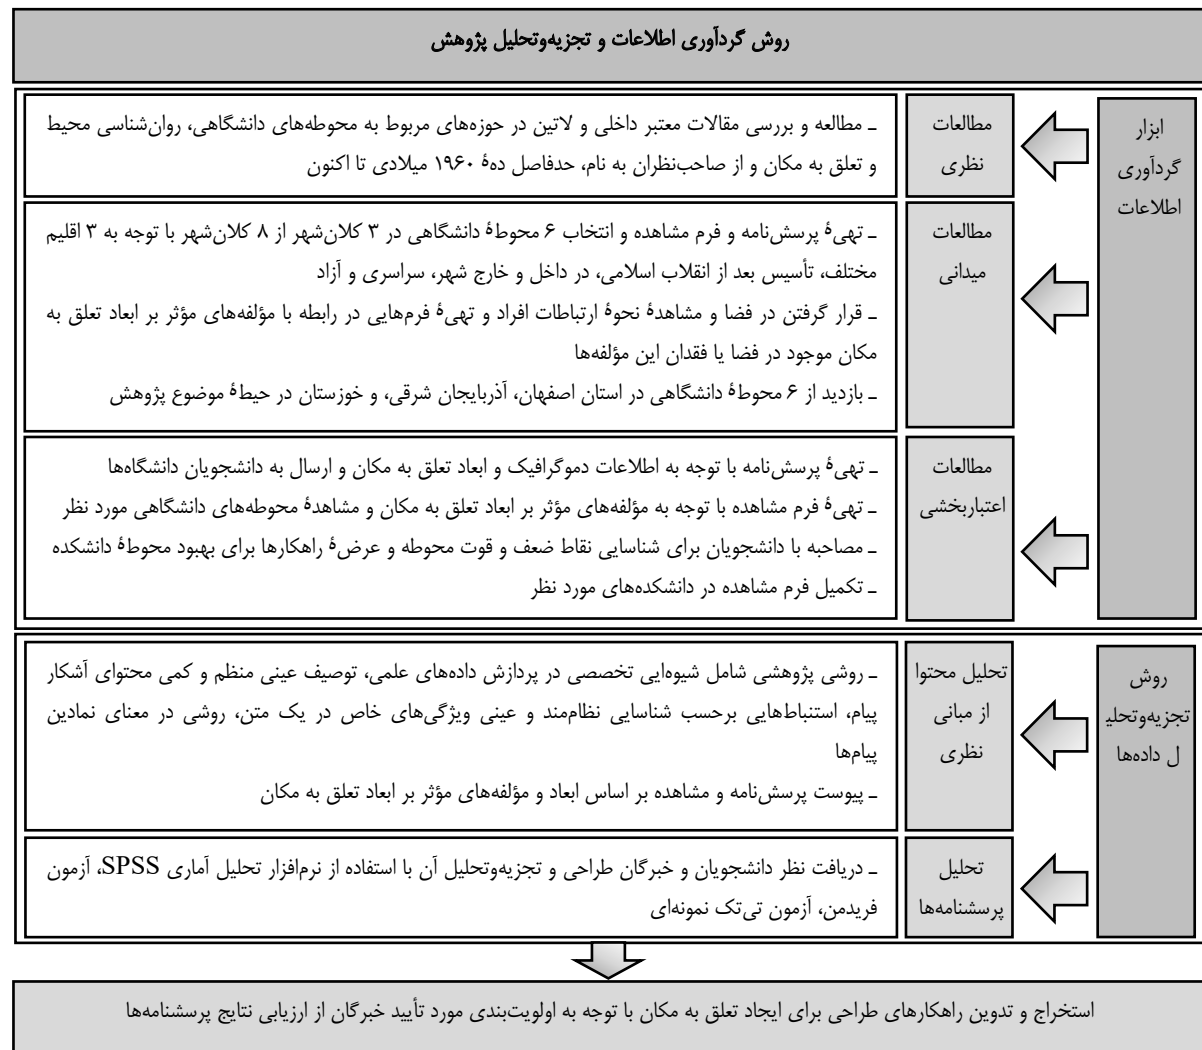 روش گردآوری اطلاعات و تجزیه‌وتحلیل پژوهش
ابزار
گردآوری
اطلاعات
مطالعات
نظری
ـ مطالعه و بررسی مقالات معتبر داخلی و لاتین در حوزه‌های مربوط به محوطه‌های دانشگاهی، روان‌شناسی محیط
و تعلق به مکان و از صاحب‌نظران به نام، حدفاصل دهۀ ۱۹۶۰ میلادی تا اکنون
مطالعات
میدانی
ـ تهیۀ پرسش‌نامه و فرم مشاهده و انتخاب ۶ محوطۀ دانشگاهی در ۳ کلان‌شهر از ۸ کلان‌شهر با توجه به ۳ اقلیم
مختلف، تأسیس بعد از انقلاب اسلامی، در داخل و خارج شهر، سراسری و آزاد
ـ قرار گرفتن در فضا و مشاهدۀ نحوۀ ارتباطات افراد و تهیۀ فرم‌هایی در رابطه با مؤلفه‌های مؤثر بر ابعاد تعلق به
مکان موجود در فضا یا فقدان این مؤلفه‌ها
ـ بازدید از ۶ محوطۀ دانشگاهی در استان اصفهان، آذربایجان شرقی، و خوزستان در حیطۀ موضوع پژوهش
مطالعات
اعتباربخشی
ـ تهیۀ پرسش‌نامه با توجه به اطلاعات دموگرافیک و ابعاد تعلق به مکان و ارسال به دانشجویان دانشگاه‌ها
ـ تهیۀ فرم مشاهده با توجه به مؤلفه‌های مؤثر بر ابعاد تعلق به مکان و مشاهدۀ محوطه‌های دانشگاهی مورد نظر
ـ مصاحبه با دانشجویان برای شناسایی نقاط ضعف و قوت محوطه و عرضۀ راهکارها برای بهبود محوطۀ دانشکده
ـ تکمیل فرم مشاهده در دانشکده‌های مورد نظر
روش
تجزیه‌وتحلیـ
ل داده‌ها
تحلیل محتوا
از مبانی
نظری
ـ روشی پژوهشی شامل شیوه‌ایی تخصصی در پردازش داده‌های علمی، توصیف عینی منظم و کمی محتوای آشکار
پیام، استنباط‌هایی برحسب شناسایی نظام‌مند و عینی ویژگی‌های خاص در یک متن، روشی در معنای نمادین
پیام‌ها
ـ پیوست پرسش‌نامه و مشاهده بر اساس ابعاد و مؤلفه‌های مؤثر بر ابعاد تعلق به مکان
تحلیل
پرسشنامه‌ها
ـ دریافت نظر دانشجویان و خبرگان طراحی و تجزیه‌وتحلیل آن با استفاده از نرم‌افزار تحلیل آماری SPSS، آزمون
فریدمن، آزمون تی‌تک نمونه‌ای
استخراج و تدوین راهکارهای طراحی برای ایجاد تعلق به مکان با توجه به اولویت‌بندی مورد تأیید خبرگان از ارزیابی نتایج پرسشنامه‌ها